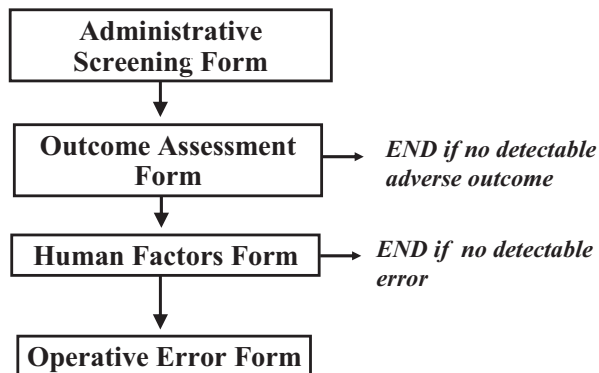 Administrative
Screening Form
Outcome Assessment
Form
END if no detectable
adverse outcome
Human Factors Form
END if no detectable
error
Operative Error Form